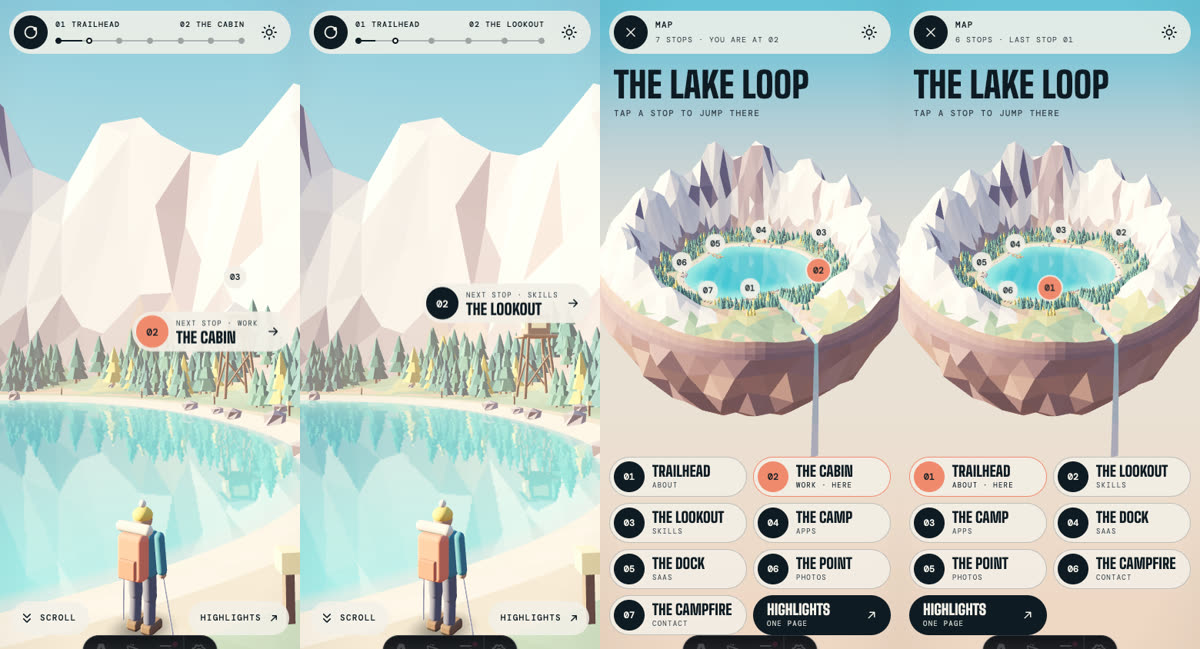 01 TRAILHEAD
02 THE CABIN
03
02
NEXT STOP · WORK
THE CABIN
SCROLL
HIGHLIGHTS
01 TRAILHEAD
02 THE LOOKOUT
02
NEXT STOP · SKILLS
THE LOOKOUT
SCROLL
HIGHLIGHTS
MAP
7 STOPS · YOU ARE AT 02
THE LAKE LOOP
TAP A STOP TO JUMP THERE
04
03
05
06
02
07
01
01
TRAILHEAD
ABOUT
02
THE CABIN
WORK · HERE
03
THE LOOKOUT
SKILLS
04
THE CAMP
APPS
05
THE DOCK
SAAS
06
THE POINT
PHOTOS
07
THE CAMPFIRE
CONTACT
HIGHLIGHTS
ONE PAGE
MAP
6 STOPS · LAST STOP 01
THE LAKE LOOP
TAP A STOP TO JUMP THERE
03
02
04
05
06
01
01
TRAILHEAD
ABOUT · HERE
02
THE LOOKOUT
SKILLS
03
THE CAMP
APPS
04
THE DOCK
SAAS
05
THE POINT
PHOTOS
06
THE CAMPFIRE
CONTACT
HIGHLIGHTS
ONE PAGE